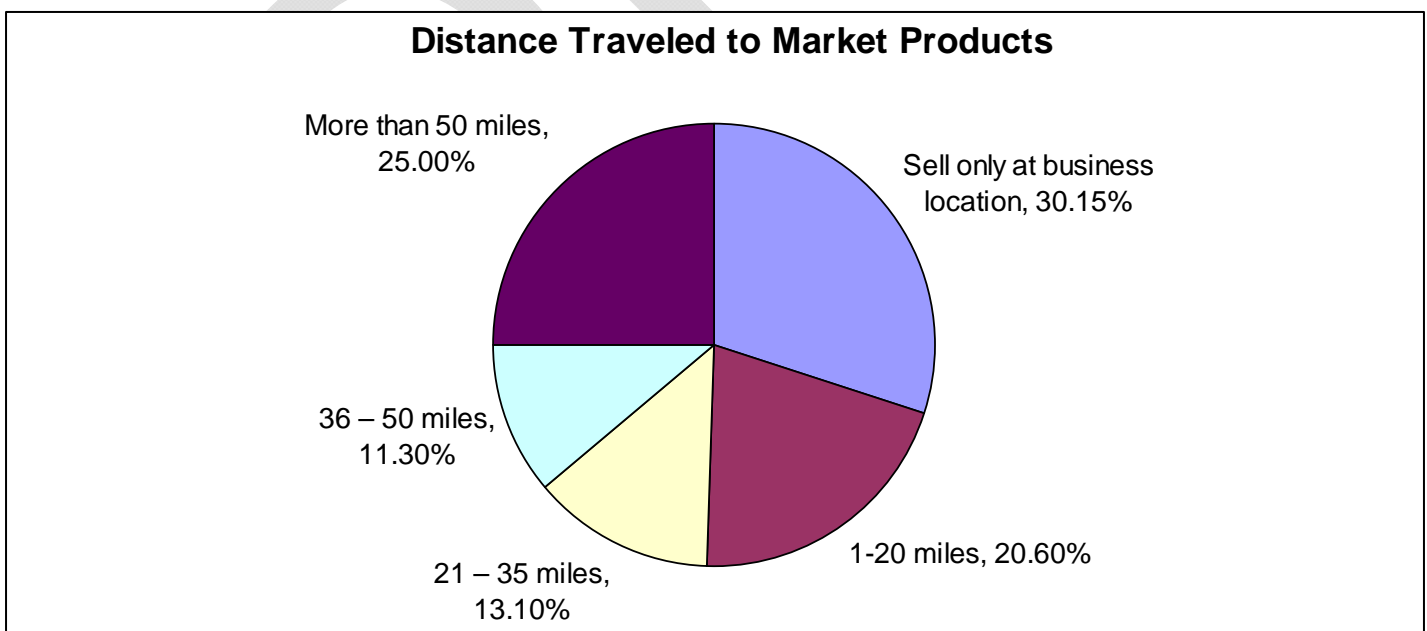 Distance Traveled to Market Products
More than 50 miles,
25.00%
Sell only at business
location, 30.15%
36 – 50 miles,
11.30%
1-20 miles, 20.60%
21 – 35 miles,
13.10%